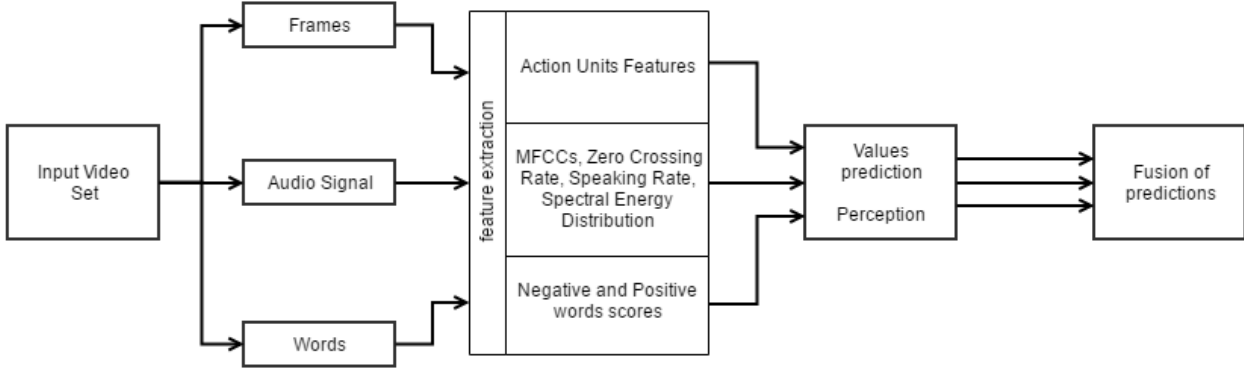 Input Video
Set
Frames
Audio Signal
Words
feature extraction
Action Units Features
MFCCs, Zero Crossing
Rate, Speaking Rate,
Spectral Energy
Distribution
Negative and Positive
words scores
Values
prediction
Perception
Fusion of
predictions